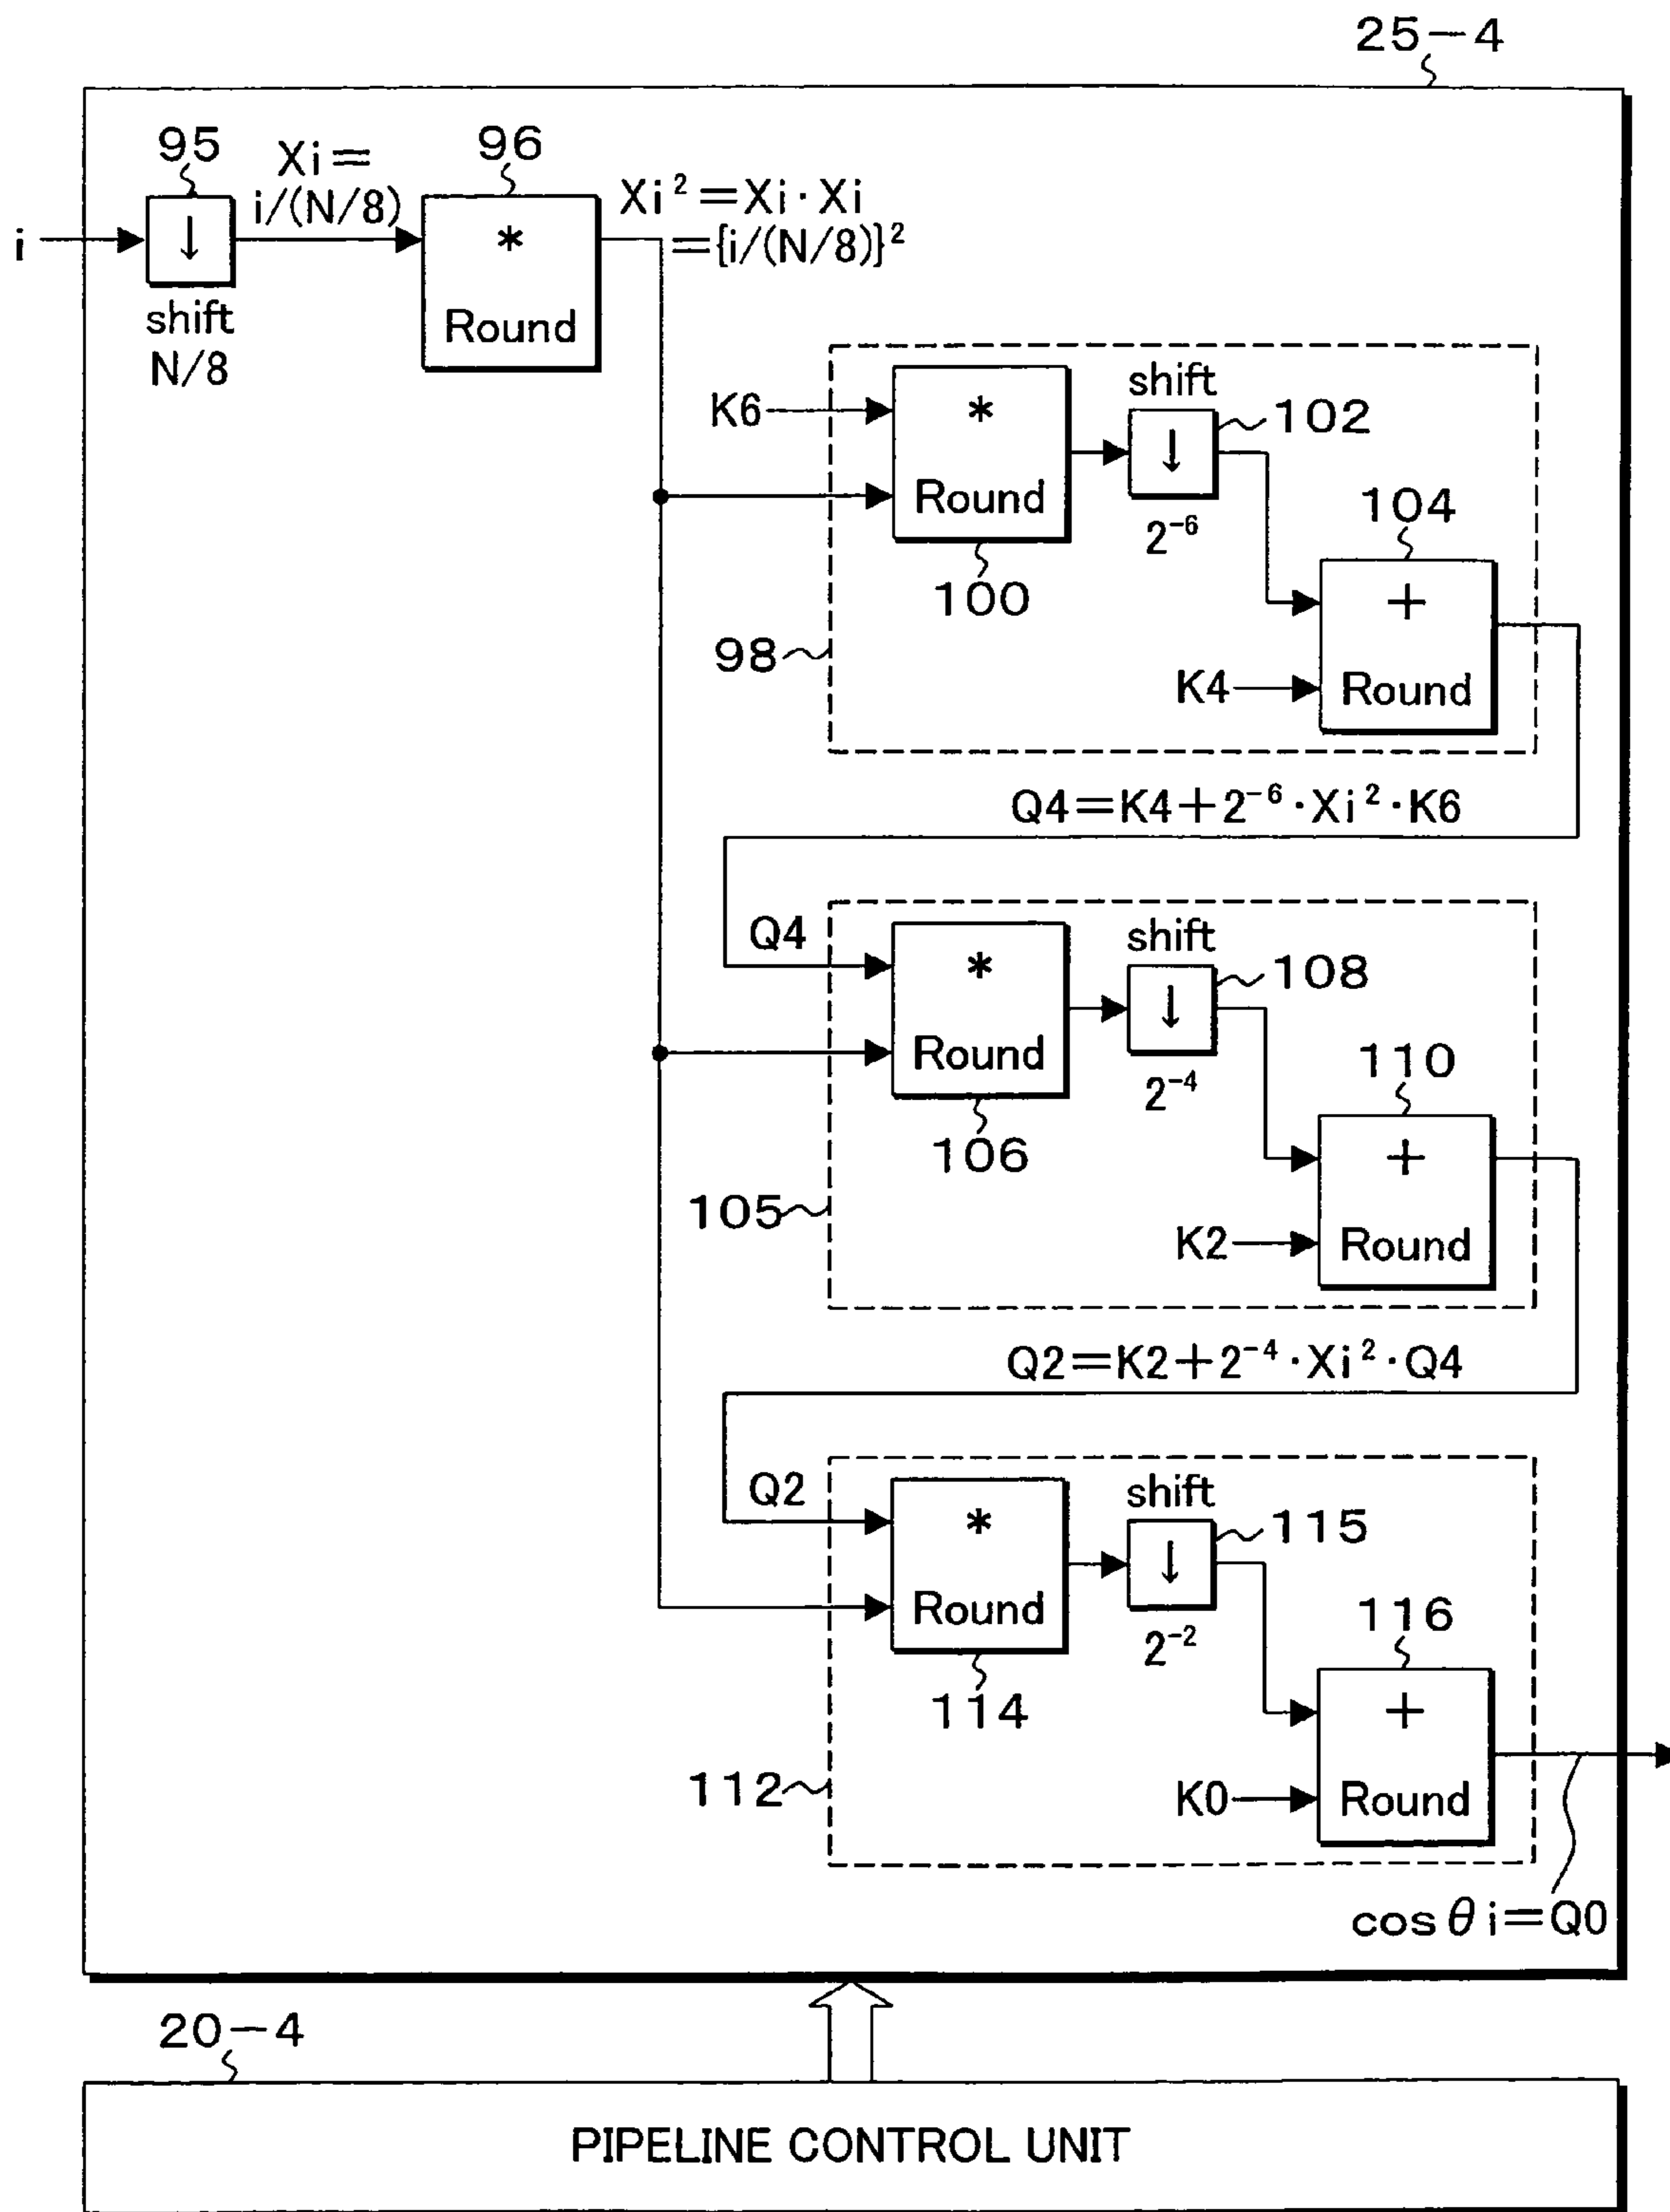 25-4
95
Xi=
i/(N/8)
96
Xi²=Xi·Xi
={i/(N/8)}²
i
↓
*
shift
N/8
Round
K6
*
shift
↓
102
Round
2⁻⁶
104
100
+
98
K4
Round
Q4=K4+2⁻⁶·Xi²·K6
Q4
*
shift
↓
108
Round
2⁻⁴
110
106
+
105
K2
Round
Q2=K2+2⁻⁴·Xi²·Q4
Q2
*
shift
↓
115
Round
2⁻²
116
114
+
112
K0
Round
cos θ i=Q0
20-4
PIPELINE CONTROL UNIT